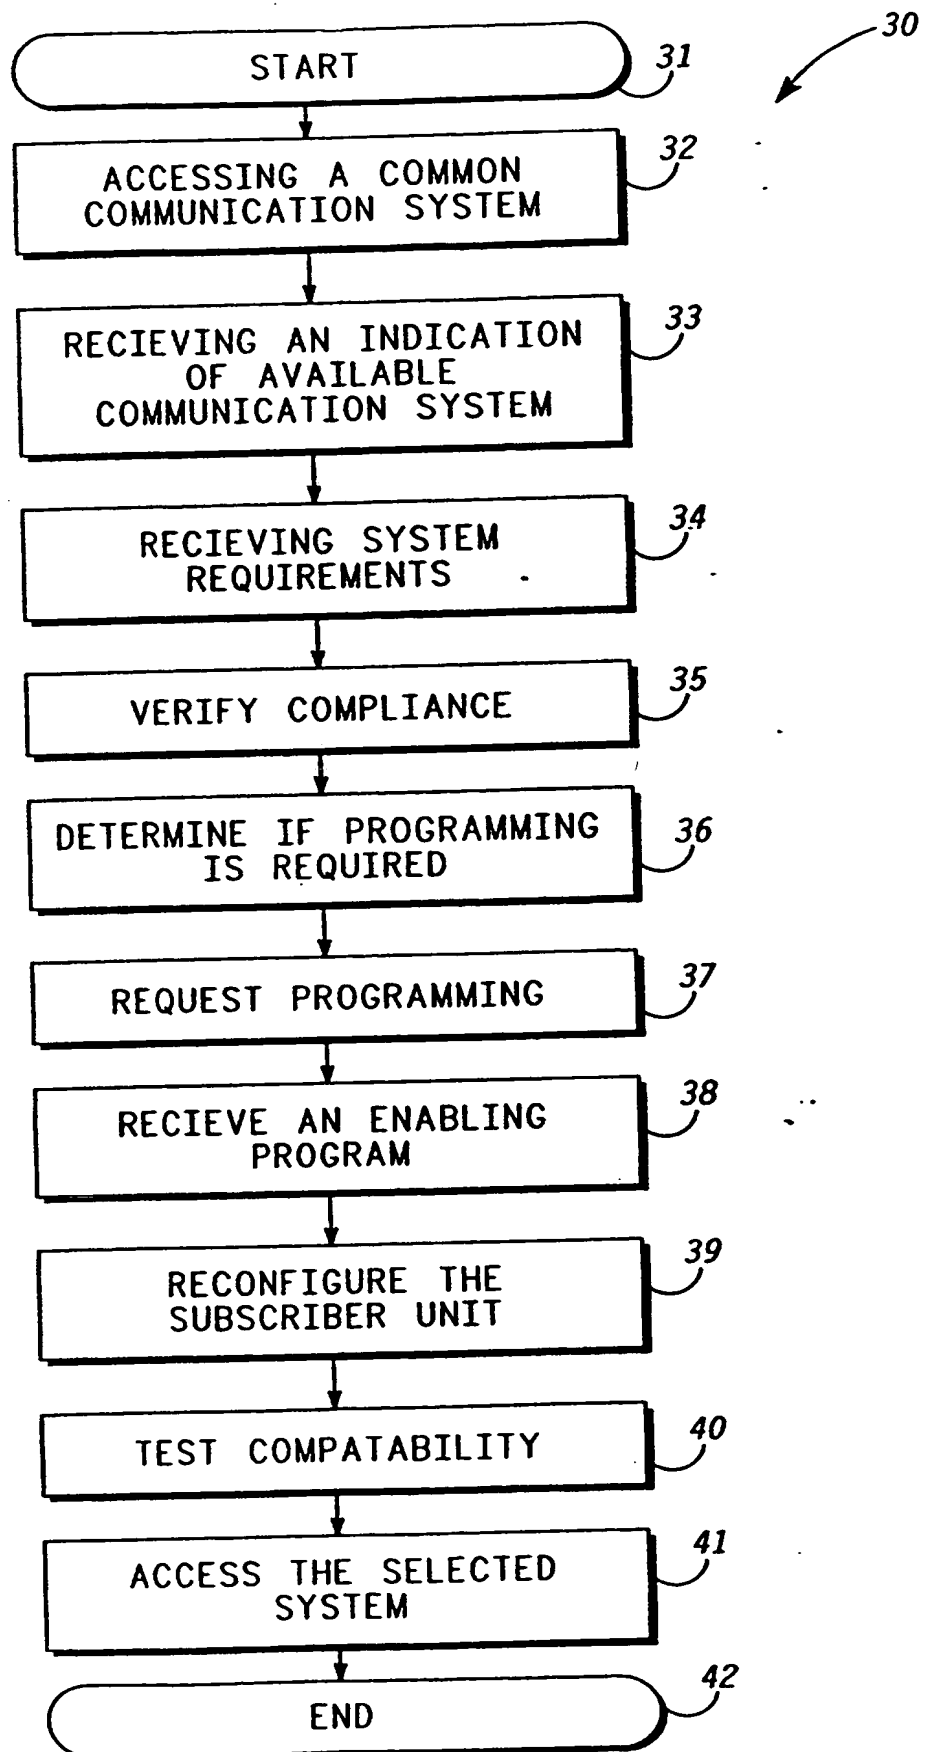 30
START
31
ACCESSING A COMMON
COMMUNICATION SYSTEM
32
RECIEVING AN INDICATION
OF AVAILABLE
COMMUNICATION SYSTEM
33
RECIEVING SYSTEM
REQUIREMENTS
34
VERIFY COMPLIANCE
35
DETERMINE IF PROGRAMMING
IS REQUIRED
36
REQUEST PROGRAMMING
37
RECIEVE AN ENABLING
PROGRAM
38
RECONFIGURE THE
SUBSCRIBER UNIT
39
TEST COMPATABILITY
40
ACCESS THE SELECTED
SYSTEM
41
END
42